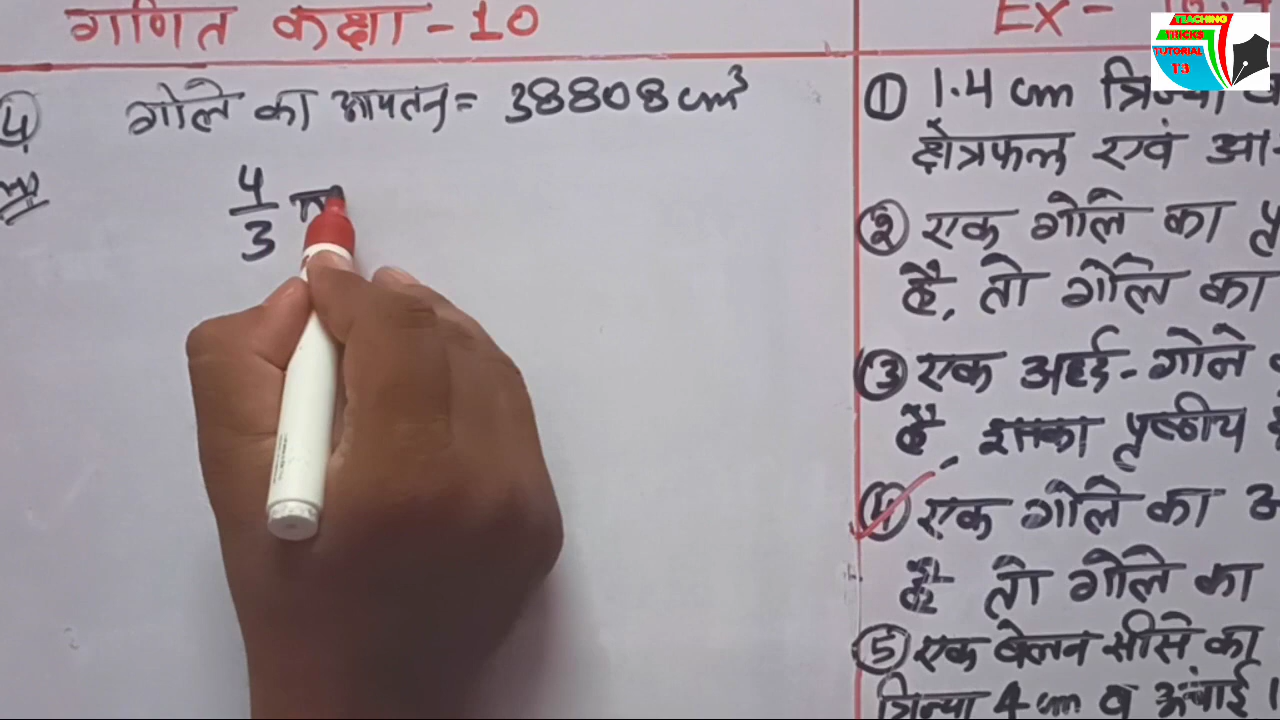 गणित कक्षा - 10
Ex -
TEACHING
TRICKS
TUTORIAL
T3
④ गोले का आयतन = 38808 cm³
4/3 π
① 1.4 cm त्रिज्या
क्षेत्रफल एवं आ-
② एक गोले का पृ
है, तो गोले का
③ एक अर्द्ध-गोले
है, इसका पृष्ठीय
④ एक गोले का आ
है तो गोले का
⑤ एक बेलन सीसे का
त्रिज्या 4 cm व ऊंचाई 1